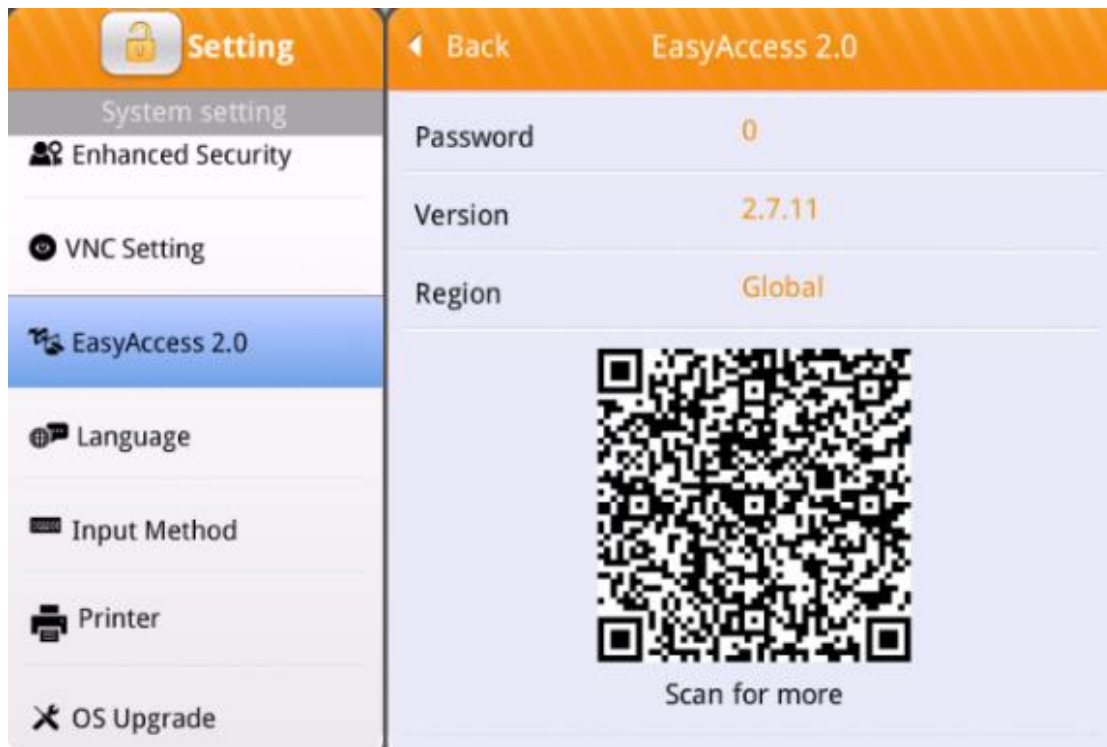 Setting
System setting
Enhanced Security
VNC Setting
EasyAccess 2.0
Language
Input Method
Printer
OS Upgrade
Back EasyAccess 2.0
Password 0
Version 2.7.11
Region Global
Scan for more